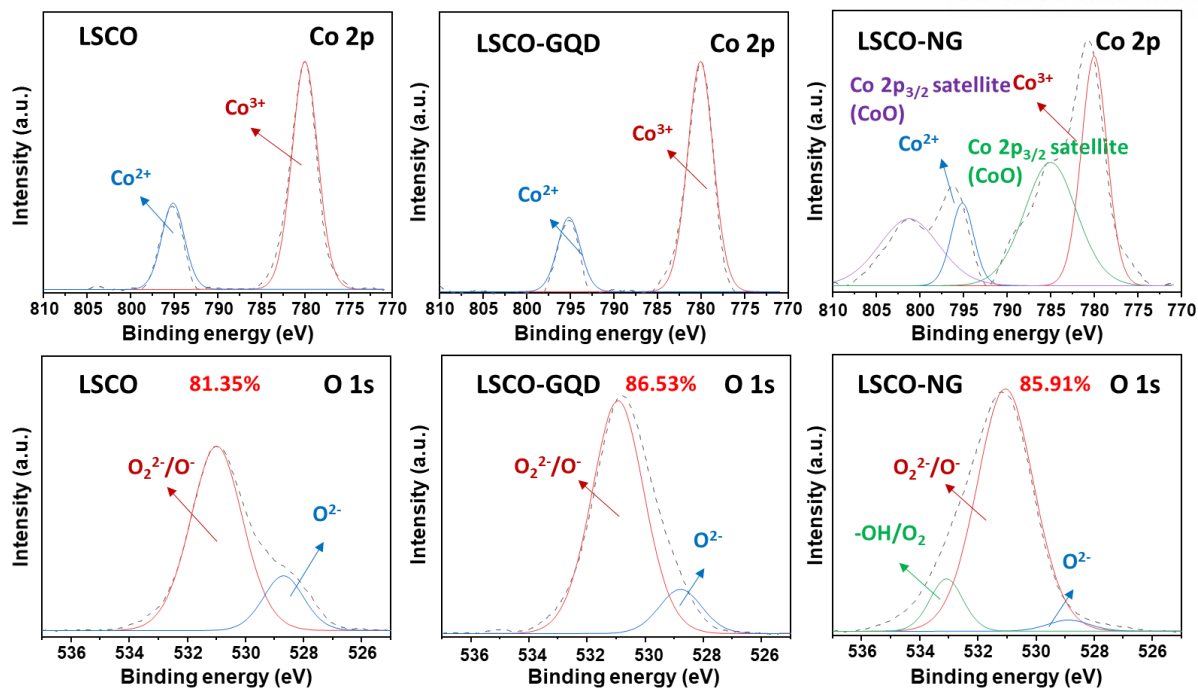 LSCO Co 2p
Co³⁺
Co²⁺
Intensity (a.u.)
810 805 800 795 790 785 780 775 770
Binding energy (eV)
LSCO-GQD Co 2p
Co³⁺
Co²⁺
Intensity (a.u.)
810 805 800 795 790 785 780 775 770
Binding energy (eV)
LSCO-NG Co 2p
Co 2p₃/₂ satellite
(CoO)
Co³⁺
Co²⁺
Co 2p₃/₂ satellite
(CoO)
Intensity (a.u.)
810 805 800 795 790 785 780 775 770
Binding energy (eV)
LSCO 81.35% O 1s
O₂²⁻/O⁻
O²⁻
Intensity (a.u.)
536 534 532 530 528 526
Binding energy (eV)
LSCO-GQD 86.53% O 1s
O₂²⁻/O⁻
O²⁻
Intensity (a.u.)
536 534 532 530 528 526
Binding energy (eV)
LSCO-NG 85.91% O 1s
O₂²⁻/O⁻
-OH/O₂
O²⁻
Intensity (a.u.)
536 534 532 530 528 526
Binding energy (eV)